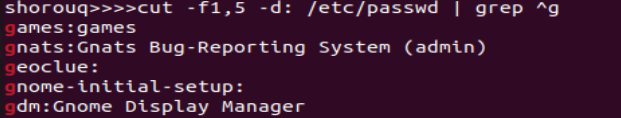 shorouq>>>>cut -f1,5 -d: /etc/passwd | grep ^g
games:games
gnats:Gnats Bug-Reporting System (admin)
geoclue:
gnome-initial-setup:
gdm:Gnome Display Manager